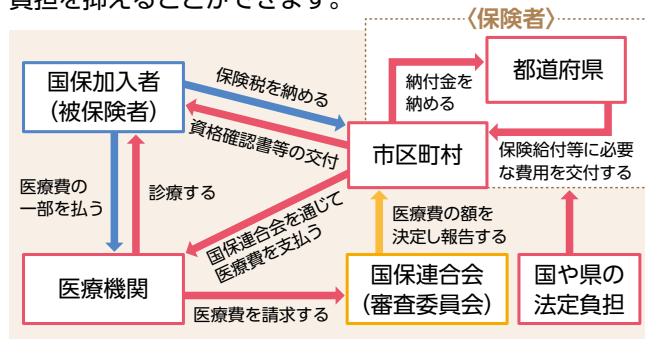 負担を抑えることができます。
〈保険者〉
国保加入者
(被保険者)
保険税を納める
資格確認書等の交付
納付金を
納める
都道府県
市区町村
保険給付等に必要
な費用を交付する
医療費の
一部を払う
診療する
国保連合会を通じて
医療費を支払う
医療費の額を
決定し報告する
医療機関
医療費を請求する
国保連合会
(審査委員会)
国や県の
法定負担